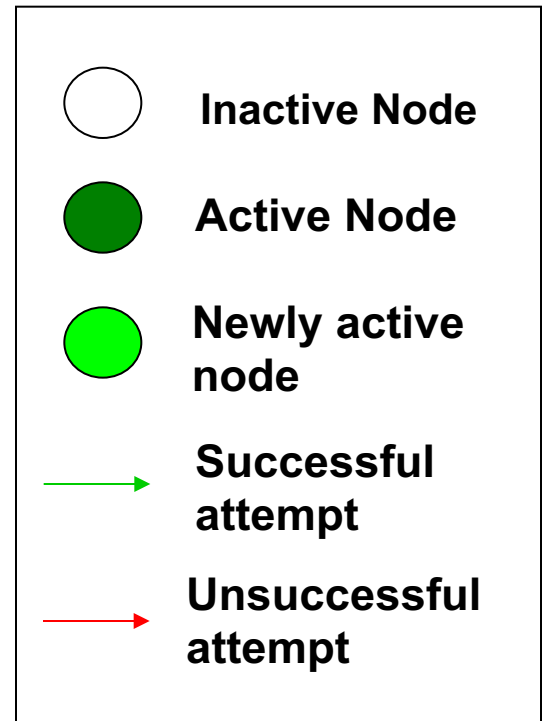 Inactive Node
Active Node
Newly active
node
Successful
attempt
Unsuccessful
attempt